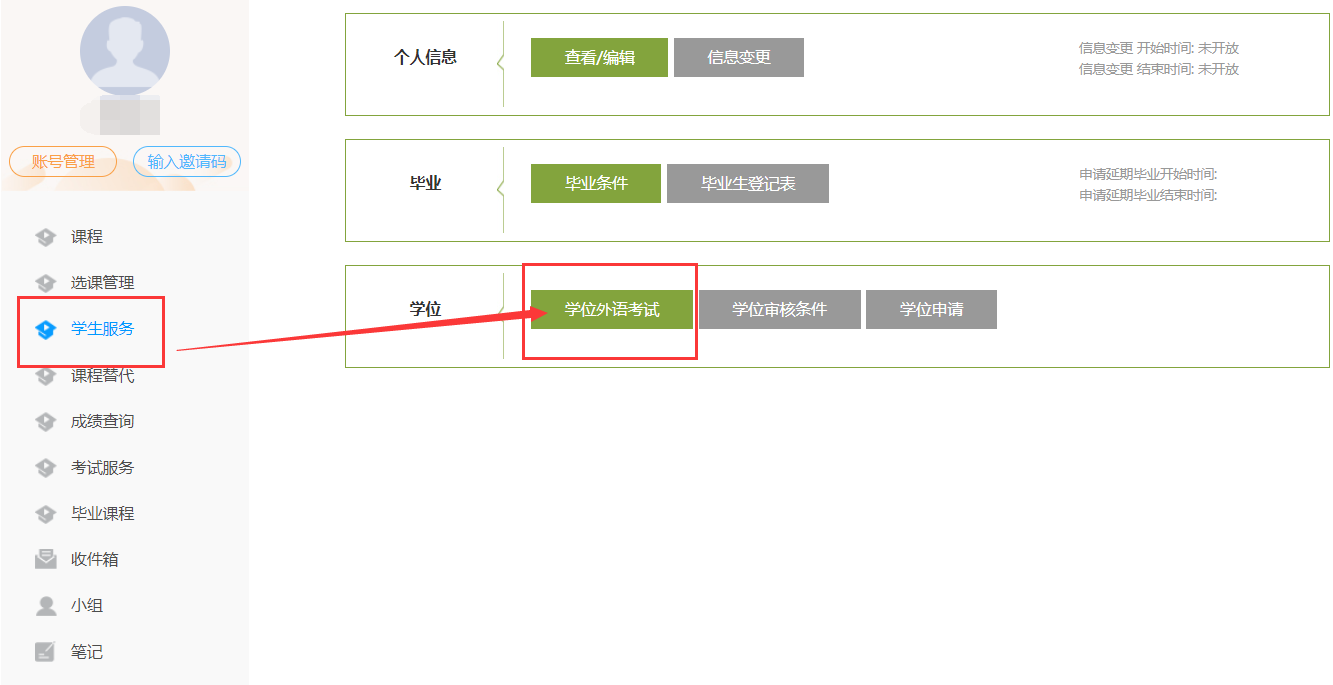 账号管理 输入邀请码
课程
选课管理
学生服务
课程替代
成绩查询
考试服务
毕业课程
收件箱
小组
笔记
个人信息 查看/编辑 信息变更
信息变更 开始时间: 未开放
信息变更 结束时间: 未开放
毕业 毕业条件 毕业生登记表
申请延期毕业开始时间:
申请延期毕业结束时间:
学位 学位外语考试 学位审核条件 学位申请